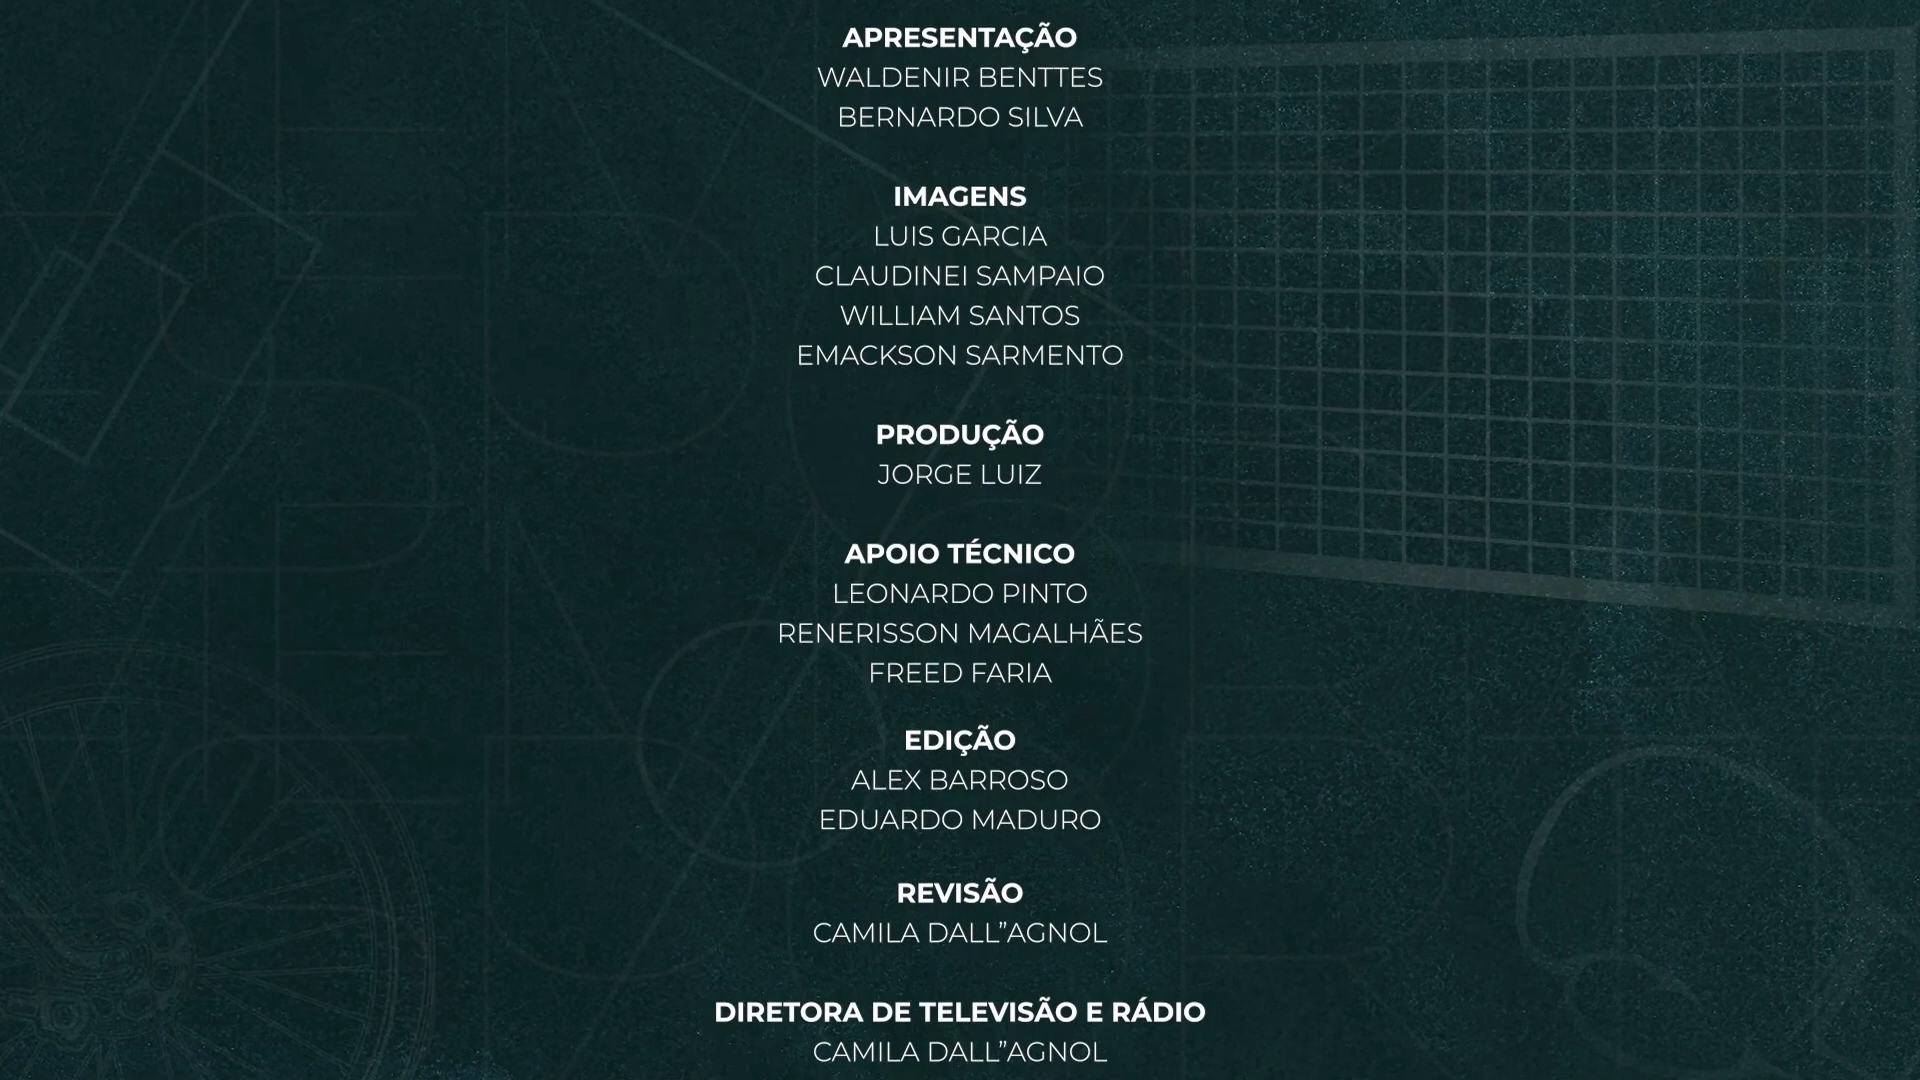 APRESENTAÇÃO
WALDENIR BENTTES
BERNARDO SILVA
IMAGENS
LUIS GARCIA
CLAUDINEI SAMPAIO
WILLIAM SANTOS
EMACKSON SARMENTO
PRODUÇÃO
JORGE LUIZ
APOIO TÉCNICO
LEONARDO PINTO
RENERISSON MAGALHÃES
FREED FARIA
EDIÇÃO
ALEX BARROSO
EDUARDO MADURO
REVISÃO
CAMILA DALL”AGNOL
DIRETORA DE TELEVISÃO E RÁDIO
CAMILA DALL”AGNOL